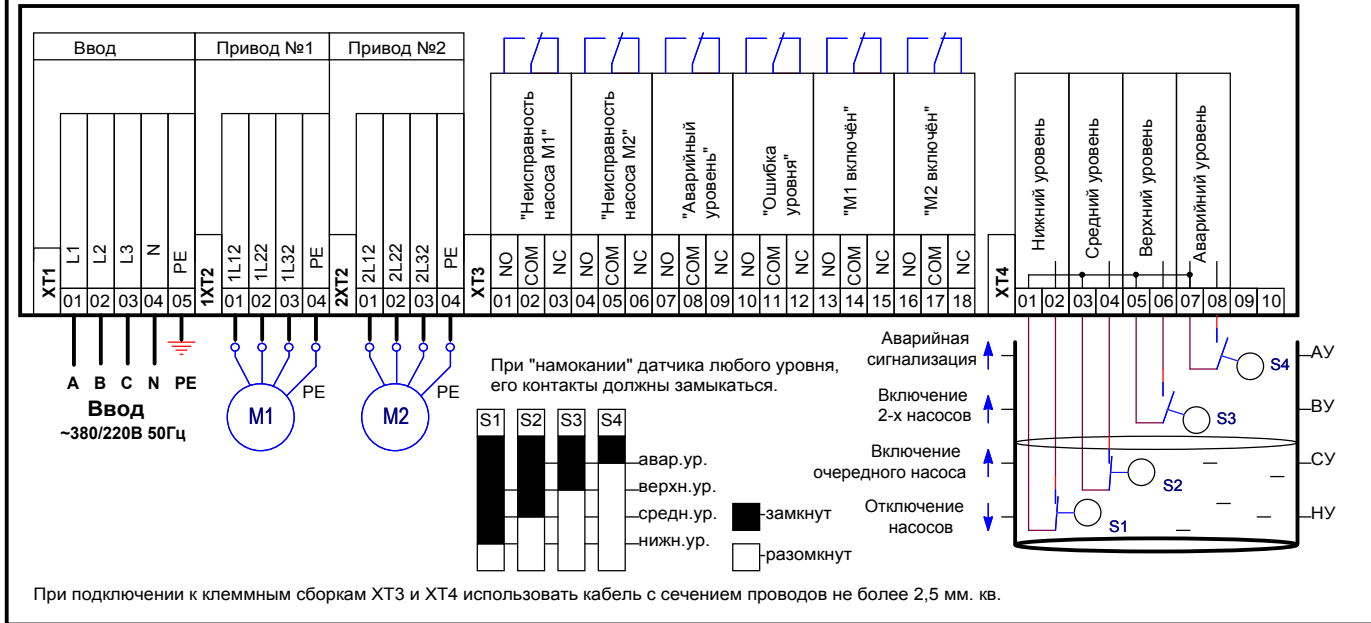 Ввод
Привод №1
Привод №2
XT1
L1
L2
L3
N
PE
01 02 03 04 05
1XT2
1L12
1L22
1L32
PE
01 02 03 04
2XT2
2L12
2L22
2L32
PE
01 02 03 04
XT3
"Неисправность
насоса М1"
"Неисправность
насоса М2"
"Аварийный
уровень"
"Ошибка
уровня"
"М1 включён"
"М2 включён"
NO COM NC NO COM NC NO COM NC NO COM NC NO COM NC NO COM NC
01 02 03 04 05 06 07 08 09 10 11 12 13 14 15 16 17 18
XT4
Нижний уровень
Средний уровень
Верхний уровень
Аварийний уровень
01 02 03 04 05 06 07 08 09 10
A B C N PE
Ввод
~380/220В 50Гц
M1
PE
M2
PE
При "намокании" датчика любого уровня,
его контакты должны замыкаться.
S1 S2 S3 S4
авар.ур.
верхн.ур.
средн.ур.
нижн.ур.
-замкнут
-разомкнут
Аварийная
сигнализация
Включение
2-х насосов
Включение
очередного насоса
Отключение
насосов
S4
S3
S2
S1
АУ
ВУ
СУ
НУ
При подключении к клеммным сборкам ХТ3 и ХТ4 использовать кабель с сечением проводов не более 2,5 мм. кв.